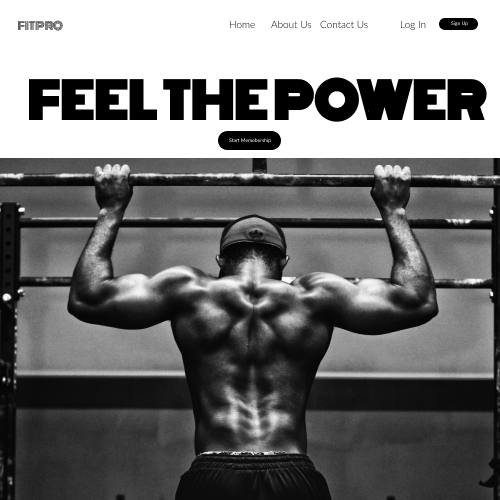 FITPRO
Home
About Us
Contact Us
Log In
Sign Up
FEEL THE POWER
Start Memebership